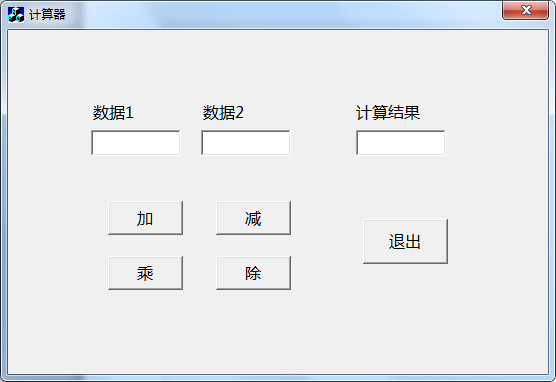 计算器
数据1 数据2 计算结果
加 减
退出
乘 除